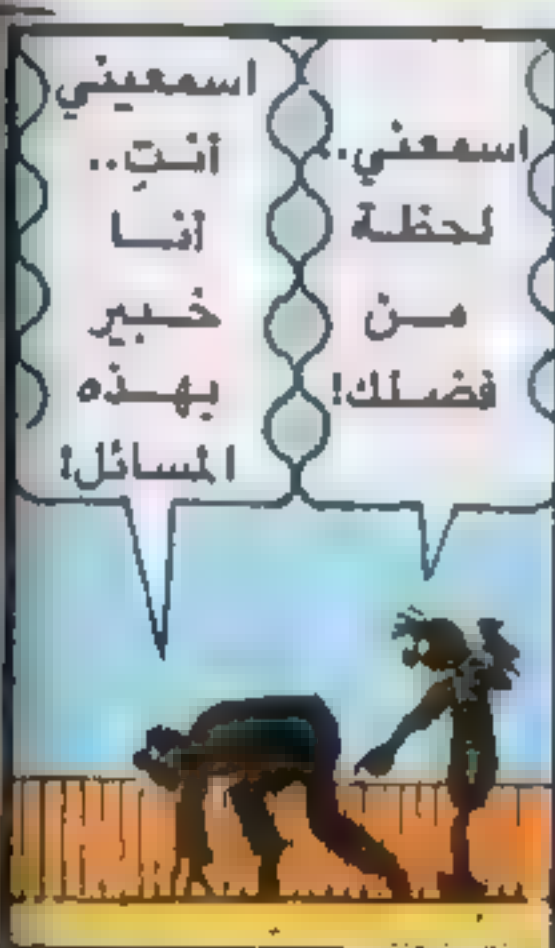 اسمعني..
لحظة
من
فضلك!
اسمعيني
أنتِ..
أنا
خبير
بهذه
المسائل!